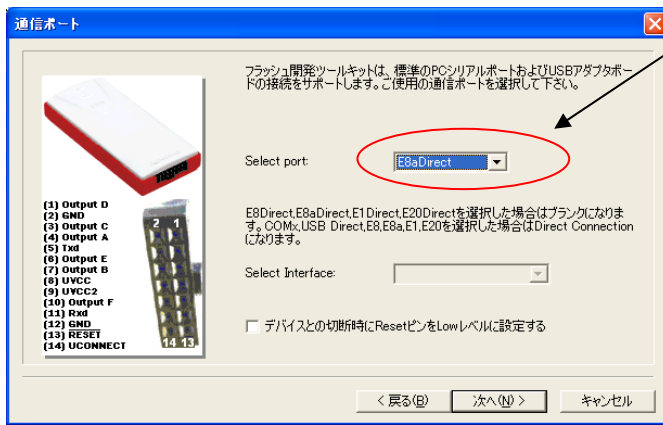 通信ポート
フラッシュ開発ツールキットは、標準のPCシリアルポートおよびUSBアダプタボー
ドの接続をサポートします。ご使用の通信ポートを選択して下さい。
Select port:
E8aDirect
(1) Output D
(2) GND
(3) Output C
(4) Output A
(5) Txd
(6) Output E
(7) Output B
(8) UVCC
(9) UVCC2
(10) Output F
(11) Rxd
(12) GND
(13) RESET
(14) UCONNECT
2 1
14 13
E8Direct,E8aDirect,E1Direct,E20Directを選択した場合はブランクになりま
す。COMx,USB Direct,E8,E8a,E1,E20を選択した場合はDirect Connection
になります。
Select Interface:
デバイスとの切断時にResetピンをLowレベルに設定する
< 戻る(B)
次へ(N) >
キャンセル